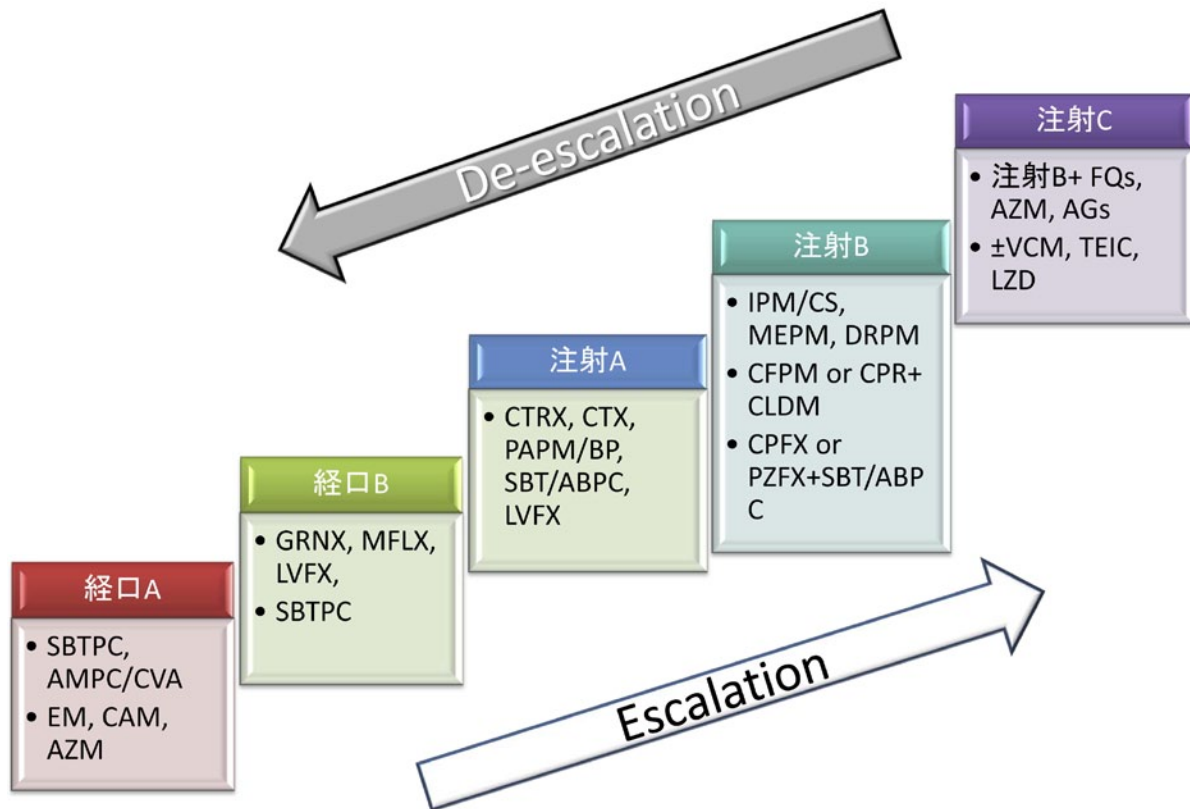 De-escalation
注射C
• 注射B+ FQs,
AZM, AGs
• ±VCM, TEIC,
LZD
注射B
• IPM/CS,
MEPM, DRPM
• CFPM or CPR+
CLDM
• CPFX or
PZFX+SBT/ABP
C
注射A
• CTRX, CTX,
PAPM/BP,
SBT/ABPC,
LVFX
経口B
• GRNX, MFLX,
LVFX,
• SBTPC
経口A
• SBTPC,
AMPC/CVA
• EM, CAM,
AZM
Escalation